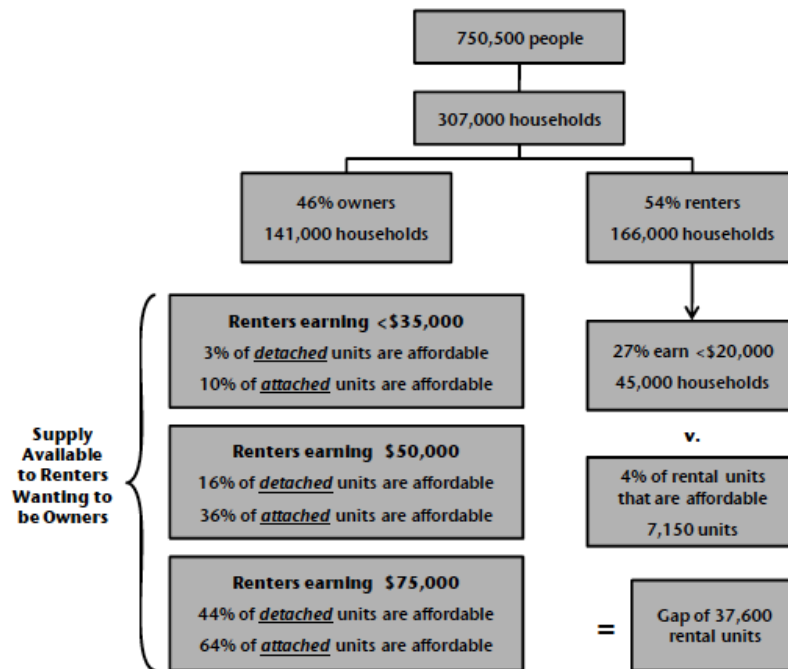 750,500 people
307,000 households
46% owners
141,000 households
54% renters
166,000 households
Supply
Available
to Renters
Wanting to
be Owners
Renters earning <$35,000
3% of detached units are affordable
10% of attached units are affordable
Renters earning $50,000
16% of detached units are affordable
36% of attached units are affordable
Renters earning $75,000
44% of detached units are affordable
64% of attached units are affordable
27% earn <$20,000
45,000 households
v.
4% of rental units
that are affordable
7,150 units
=
Gap of 37,600
rental units